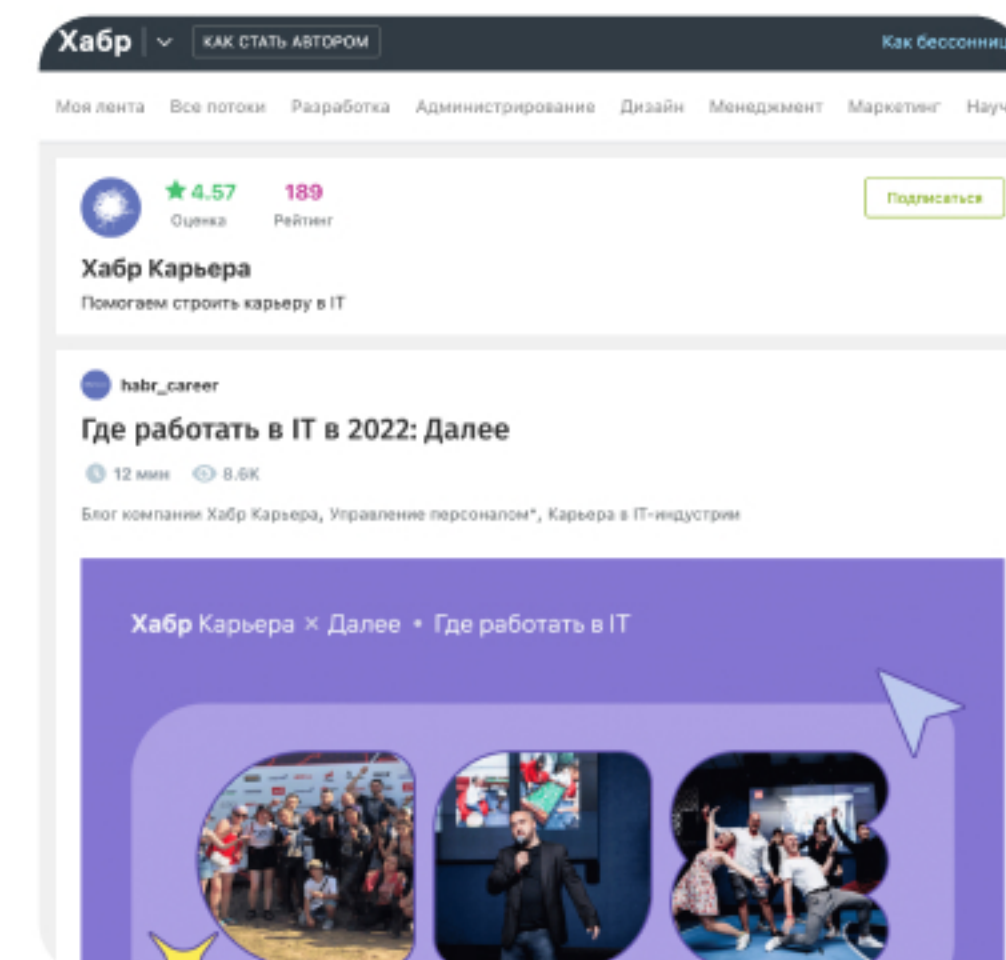 Хабр КАК СТАТЬ АВТОРОМ Как бессонниц
Моя лента Все потоки Разработка Администрирование Дизайн Менеджмент Маркетинг Науч
4.57 189
Оценка Рейтинг
Подписаться
Хабр Карьера
Помогаем строить карьеру в IT
habr_career
Где работать в IT в 2022: Далее
12 мин 8.6K
Блог компании Хабр Карьера, Управление персоналом*, Карьера в IT-индустрии
Хабр Карьера × Далее • Где работать в IT